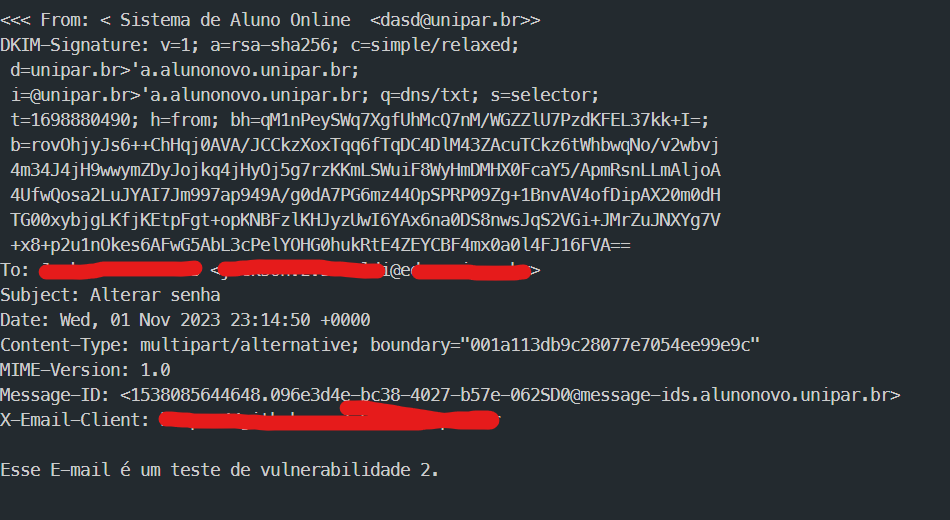 <<< From: < Sistema de Aluno Online  <dasd@unipar.br>>
DKIM-Signature: v=1; a=rsa-sha256; c=simple/relaxed;
d=unipar.br>'a.alunonovo.unipar.br;
i=@unipar.br>'a.alunonovo.unipar.br; q=dns/txt; s=selector;
t=1698880490; h=from; bh=qM1nPeySWq7XgfUhMcQ7nM/WGZZlU7PzdKFEL37kk+I=;
b=rovOhjyJs6++ChHqj0AVA/JCCkzXoxTqq6fTqDC4DlM43ZAcuTCkz6tWhbwqNo/v2wbvj
4m34J4jH9wwymZDyJojkq4jHyOj5g7rzKKmLSWuiF8WyHmDMHX0FcaY5/ApmRsnLLmAljoA
4UfwQosa2LuJYAI7Jm997ap949A/g0dA7PG6mz44OpSPRP09Zg+1BnvAV4ofDipAX20m0dH
TG00xybjgLKfjKEtpFgt+opKNBFzlKHJyzUwI6YAx6na0DS8nwsJqS2VGi+JMrZuJNXYg7V
+x8+p2u1nOkes6AFwG5AbL3cPelYOHG0hukRtE4ZEYCBF4mx0a0l4FJ16FVA==
To: < i@ >
Subject: Alterar senha
Date: Wed, 01 Nov 2023 23:14:50 +0000
Content-Type: multipart/alternative; boundary="001a113db9c28077e7054ee99e9c"
MIME-Version: 1.0
Message-ID: <1538085644648.096e3d4e-bc38-4027-b57e-062SD0@message-ids.alunonovo.unipar.br>
X-Email-Client:
Esse E-mail é um teste de vulnerabilidade 2.